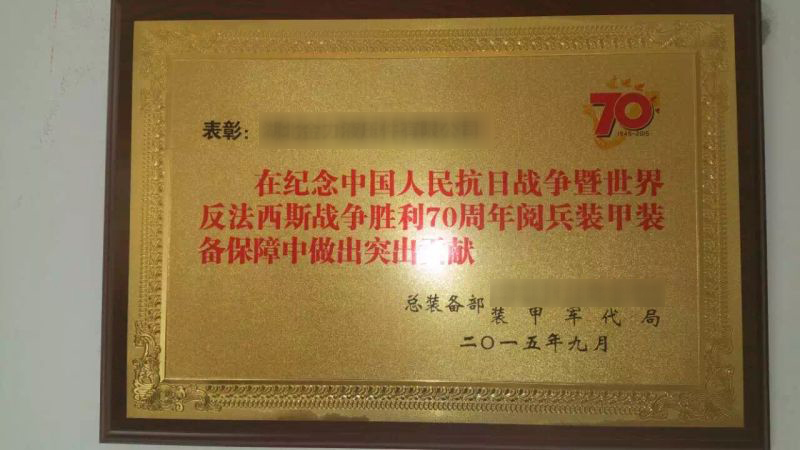 70
1945-2015
表彰：
在纪念中国人民抗日战争暨世界
反法西斯战争胜利70周年阅兵装甲装
备保障中做出突出贡献
总装备部
装甲军代局
二〇一五年九月